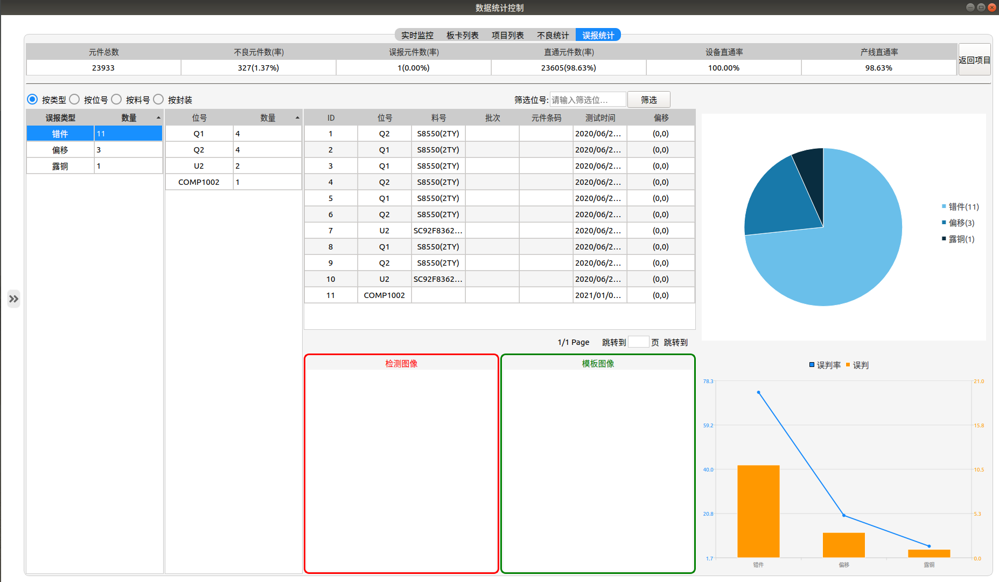 数据统计控制
实时监控 板卡列表 项目列表 不良统计 误报统计
元件总数 不良元件数(率) 误报元件数(率) 直通元件数(率) 设备直通率 产线直通率
23933 327(1.37%) 1(0.00%) 23605(98.63%) 100.00% 98.63%
返回项目
按类型 按位号 按料号 按封装
筛选位号: 请输入筛选位... 筛选
误报类型 数量
错件 11
偏移 3
露铜 1
位号 数量
Q1 4
Q2 4
U2 2
COMP1002 1
ID 位号 料号 批次 元件条码 测试时间 偏移
1 Q2 S8550(2TY) 2020/06/2... (0,0)
2 Q1 S8550(2TY) 2020/06/2... (0,0)
3 Q1 S8550(2TY) 2020/06/2... (0,0)
4 Q2 S8550(2TY) 2020/06/2... (0,0)
5 Q1 S8550(2TY) 2020/06/2... (0,0)
6 Q2 S8550(2TY) 2020/06/2... (0,0)
7 U2 SC92F8362... 2020/06/2... (0,0)
8 Q1 S8550(2TY) 2020/06/2... (0,0)
9 Q2 S8550(2TY) 2020/06/2... (0,0)
10 U2 SC92F8362... 2020/06/2... (0,0)
11 COMP1002 2021/01/0... (0,0)
1/1 Page 跳转到 页 跳转到
检测图像
模板图像
错件(11)
偏移(3)
露铜(1)
误判率 误判
78.3 21.0
59.2 15.8
40.0 10.5
20.8 5.3
1.7 0.0
错件 偏移 露铜